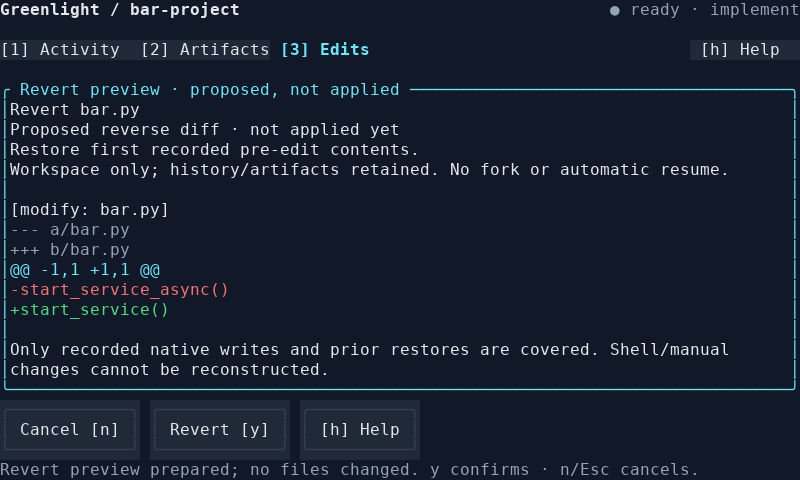 Greenlight / bar-project ● ready · implement
[1] Activity [2] Artifacts [3] Edits [h] Help
Revert preview · proposed, not applied
Revert bar.py
Proposed reverse diff · not applied yet
Restore first recorded pre-edit contents.
Workspace only; history/artifacts retained. No fork or automatic resume.
[modify: bar.py]
--- a/bar.py
+++ b/bar.py
@@ -1,1 +1,1 @@
-start_service_async()
+start_service()
Only recorded native writes and prior restores are covered. Shell/manual
changes cannot be reconstructed.
Cancel [n] Revert [y] [h] Help
Revert preview prepared; no files changed. y confirms · n/Esc cancels.